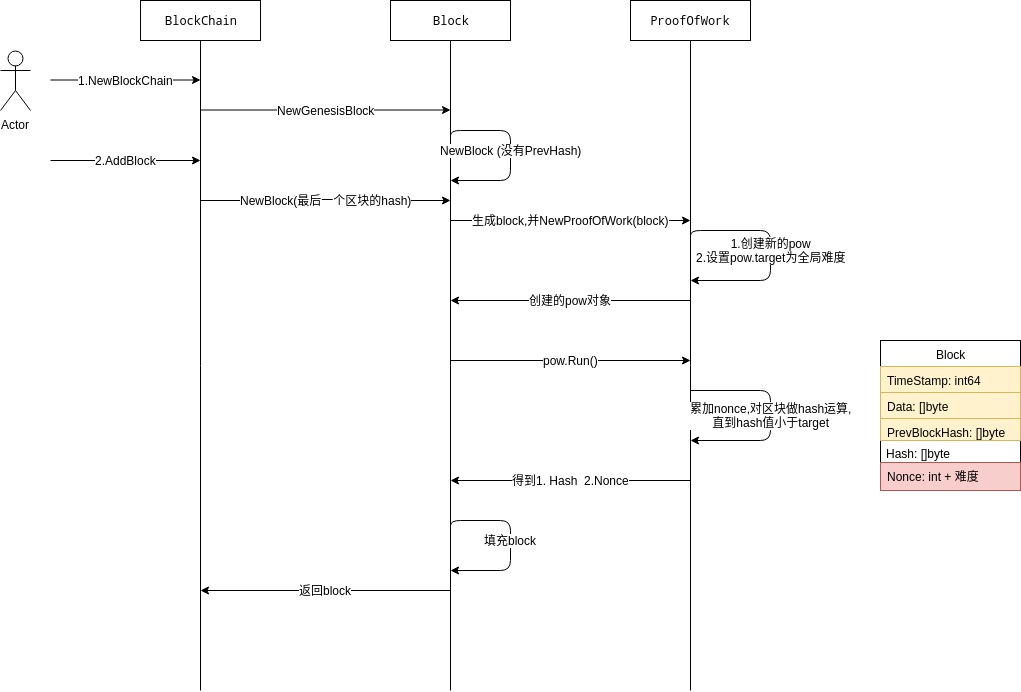 BlockChain
Block
ProofOfWork
Actor
1.NewBlockChain
NewGenesisBlock
NewBlock (没有PrevHash)
2.AddBlock
NewBlock(最后一个区块的hash)
生成block,并NewProofOfWork(block)
1.创建新的pow
2.设置pow.target为全局难度
创建的pow对象
pow.Run()
累加nonce,对区块做hash运算,
直到hash值小于target
得到1. Hash  2.Nonce
填充block
返回block
Block
TimeStamp: int64
Data: []byte
PrevBlockHash: []byte
Hash: []byte
Nonce: int + 难度